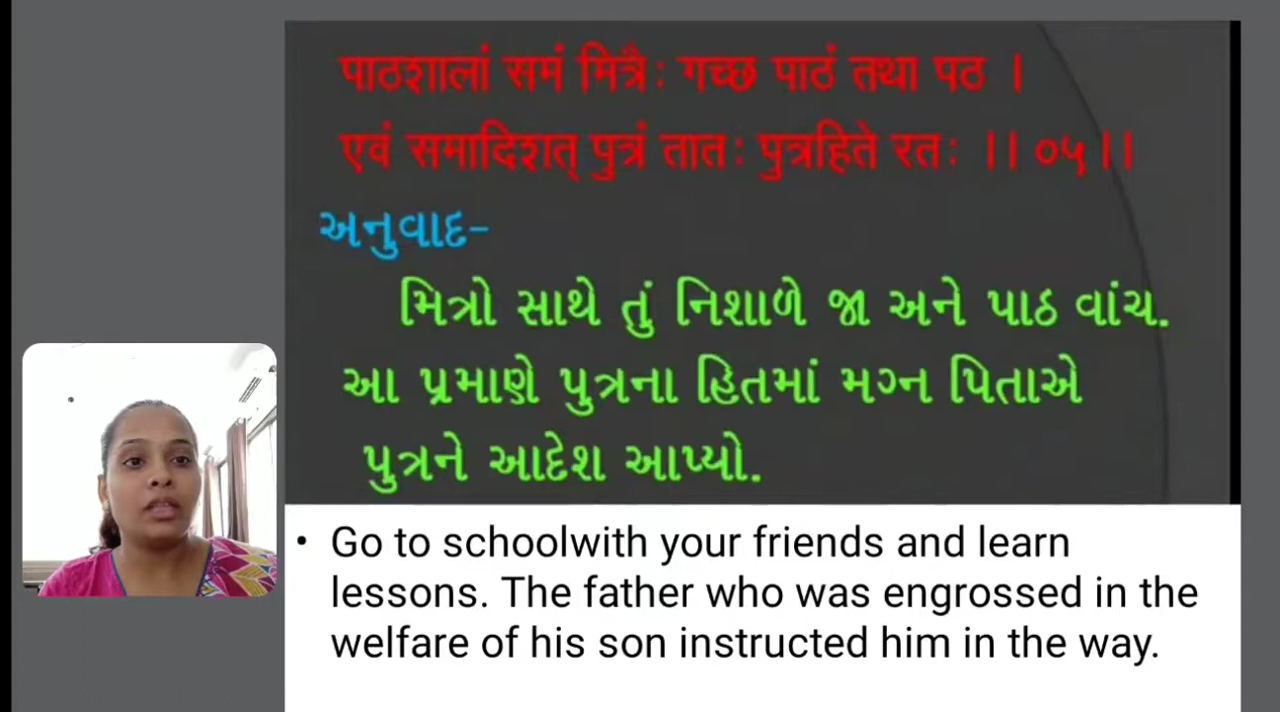 पाठशालां समं मित्रैः गच्छ पाठं तथा पठ ।
एवं समादिशत् पुत्रं तातः पुत्रहिते रतः ।। ०५ ।।
અનુવાદ-
મિત્રો સાથે તું નિશાળે જા અને પાઠ વાંચ.
આ પ્રમાણે પુત્રના હિતમાં મગ્ન પિતાએ
પુત્રને આદેશ આપ્યો.
• Go to schoolwith your friends and learn
lessons. The father who was engrossed in the
welfare of his son instructed him in the way.